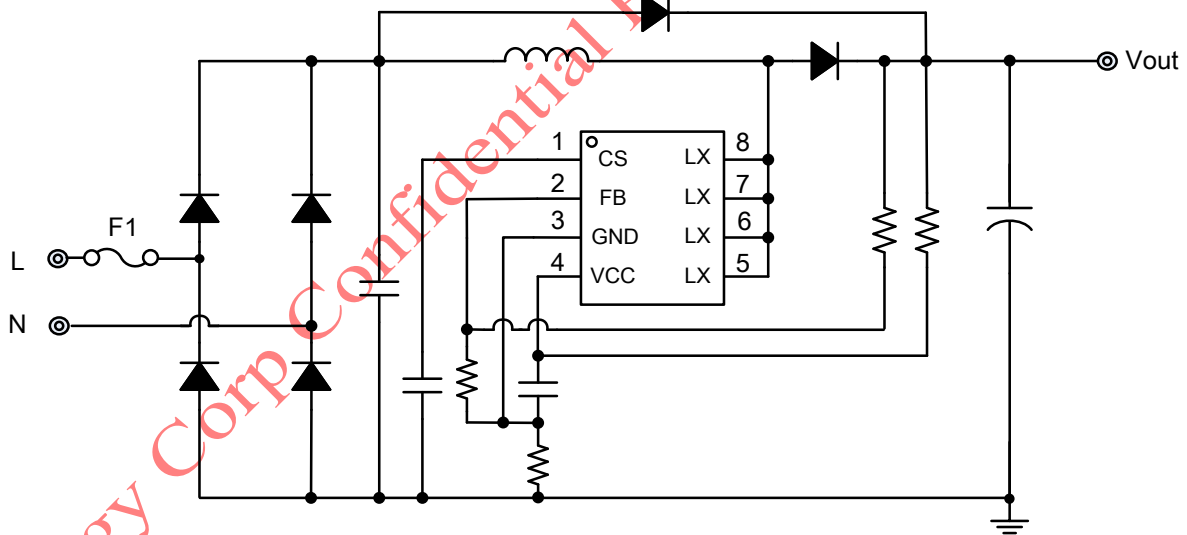 Vout
1 CS LX 8
2 FB LX 7
3 GND LX 6
4 VCC LX 5
F1
L
N
gy Corp Confidential